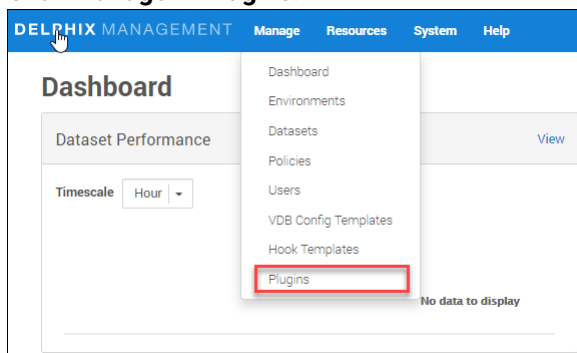 DELPHIX MANAGEMENT Manage Resources System Help
Dashboard
Dashboard
Environments
Dataset Performance
Datasets
View
Policies
Timescale Hour
Users
VDB Config Templates
Hook Templates
Plugins
No data to display